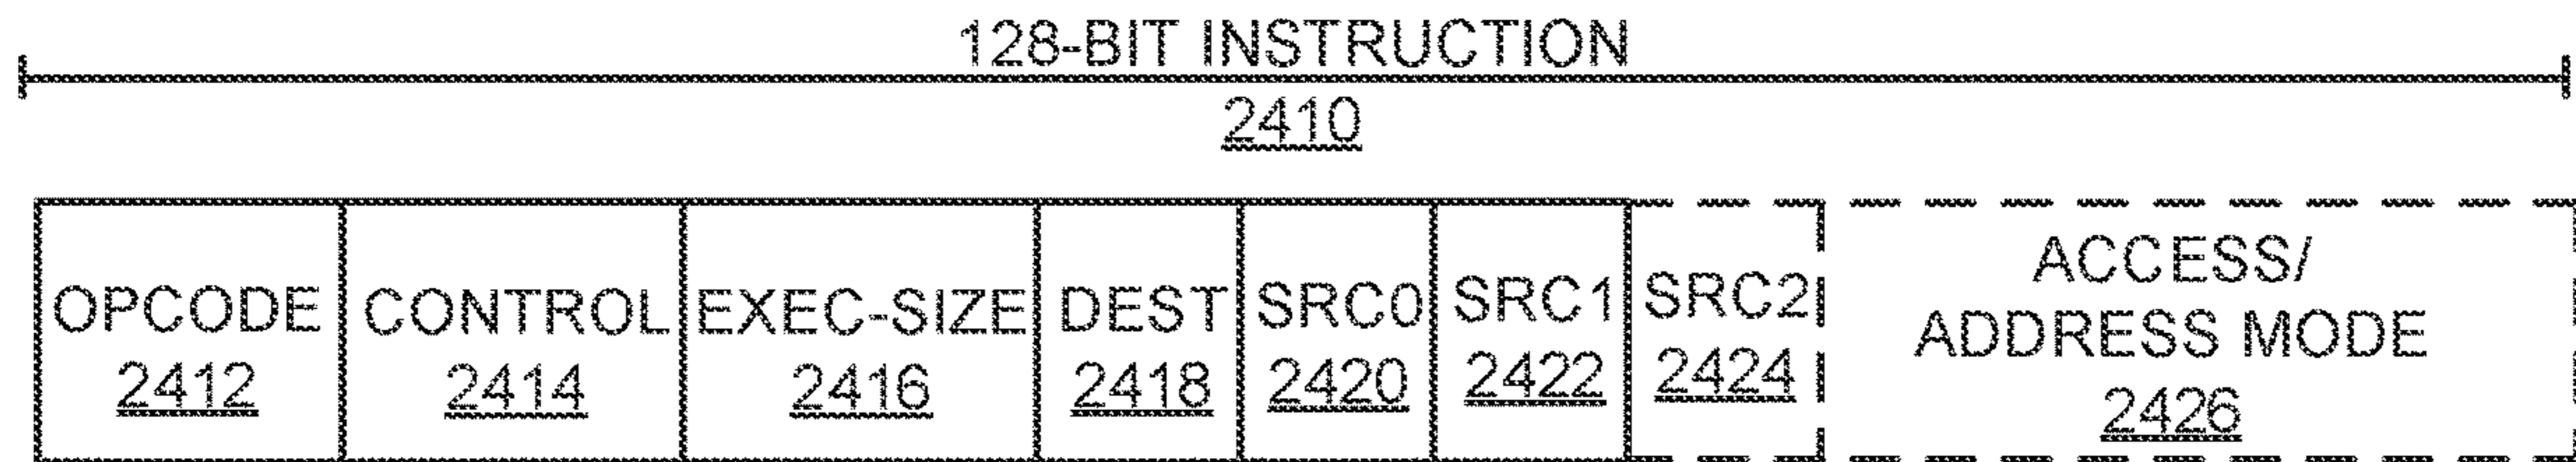 128-BIT INSTRUCTION
2410
OPCODE
2412
CONTROL
2414
EXEC-SIZE
2416
DEST
2418
SRC0
2420
SRC1
2422
SRC2
2424
ACCESS/
ADDRESS MODE
2426